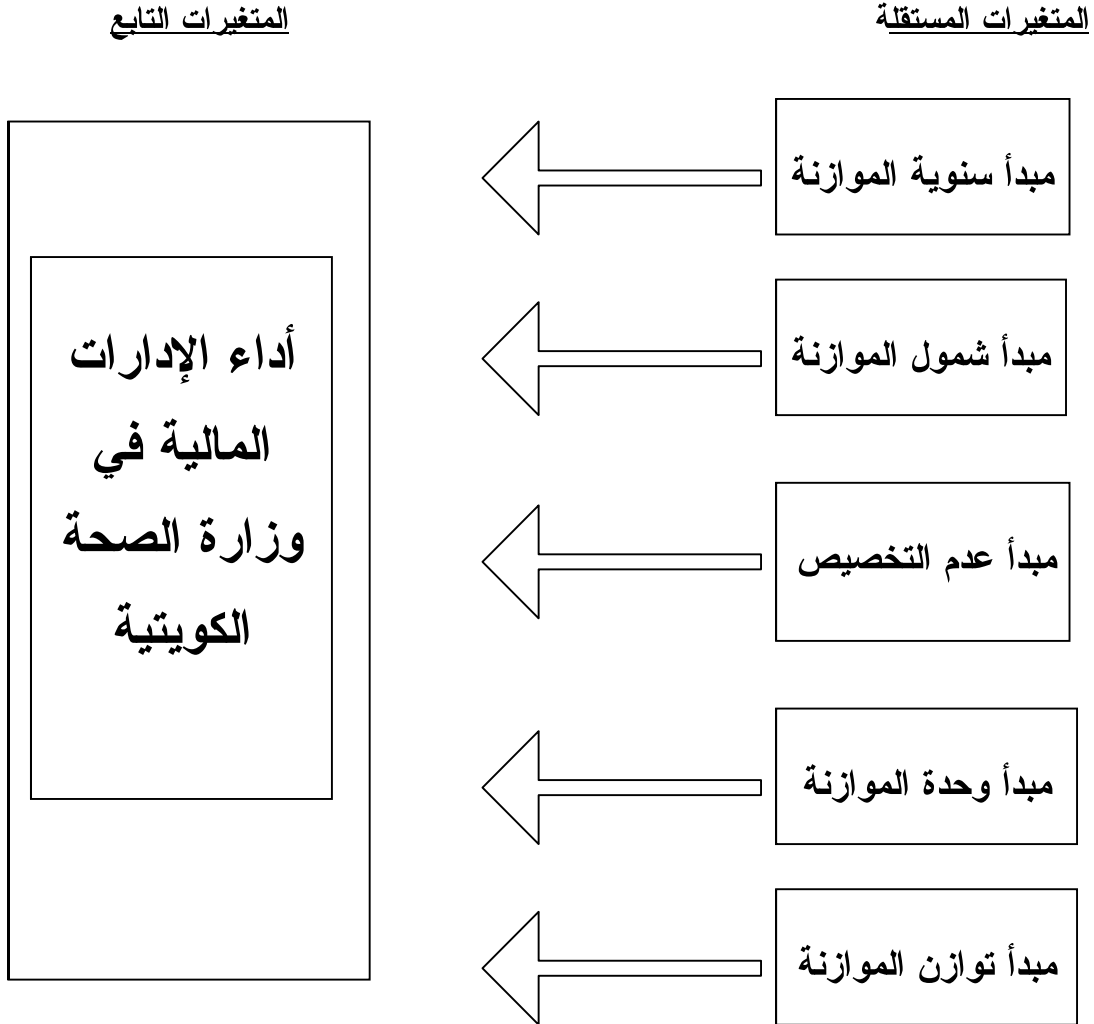 المتغيرات المستقلة
المتغيرات التابع
مبدأ سنوية الموازنة
مبدأ شمول الموازنة
مبدأ عدم التخصيص
مبدأ وحدة الموازنة
مبدأ توازن الموازنة
أداء الإدارات
المالية في
وزارة الصحة
الكويتية